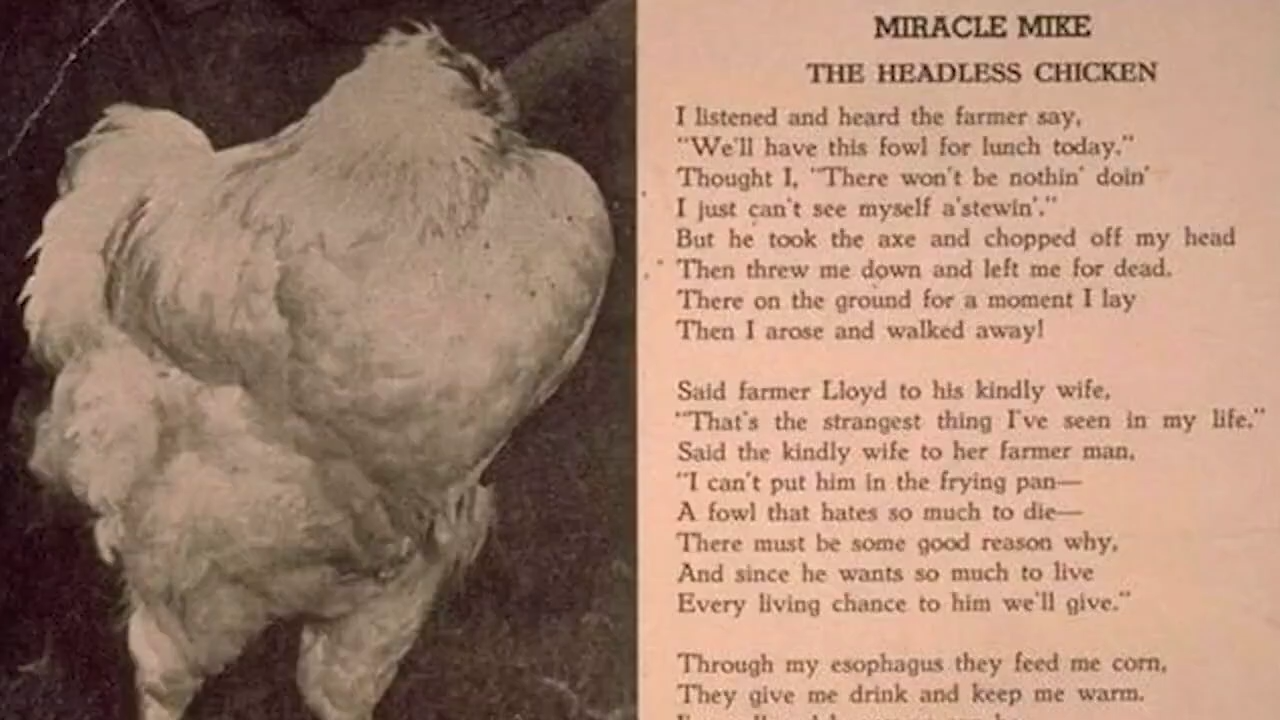 MIRACLE MIKE
THE HEADLESS CHICKEN
I listened and heard the farmer say,
"We'll have this fowl for lunch today."
Thought I, "There won't be nothin' doin'
I just can't see myself a'stewin'."
But he took the axe and chopped off my head
Then threw me down and left me for dead.
There on the ground for a moment I lay
Then I arose and walked away!
Said farmer Lloyd to his kindly wife,
"That's the strangest thing I've seen in my life."
Said the kindly wife to her farmer man,
"I can't put him in the frying pan—
A fowl that hates so much to die—
There must be some good reason why,
And since he wants so much to live
Every living chance to him we'll give."
Through my esophagus they feed me corn,
They give me drink and keep me warm.